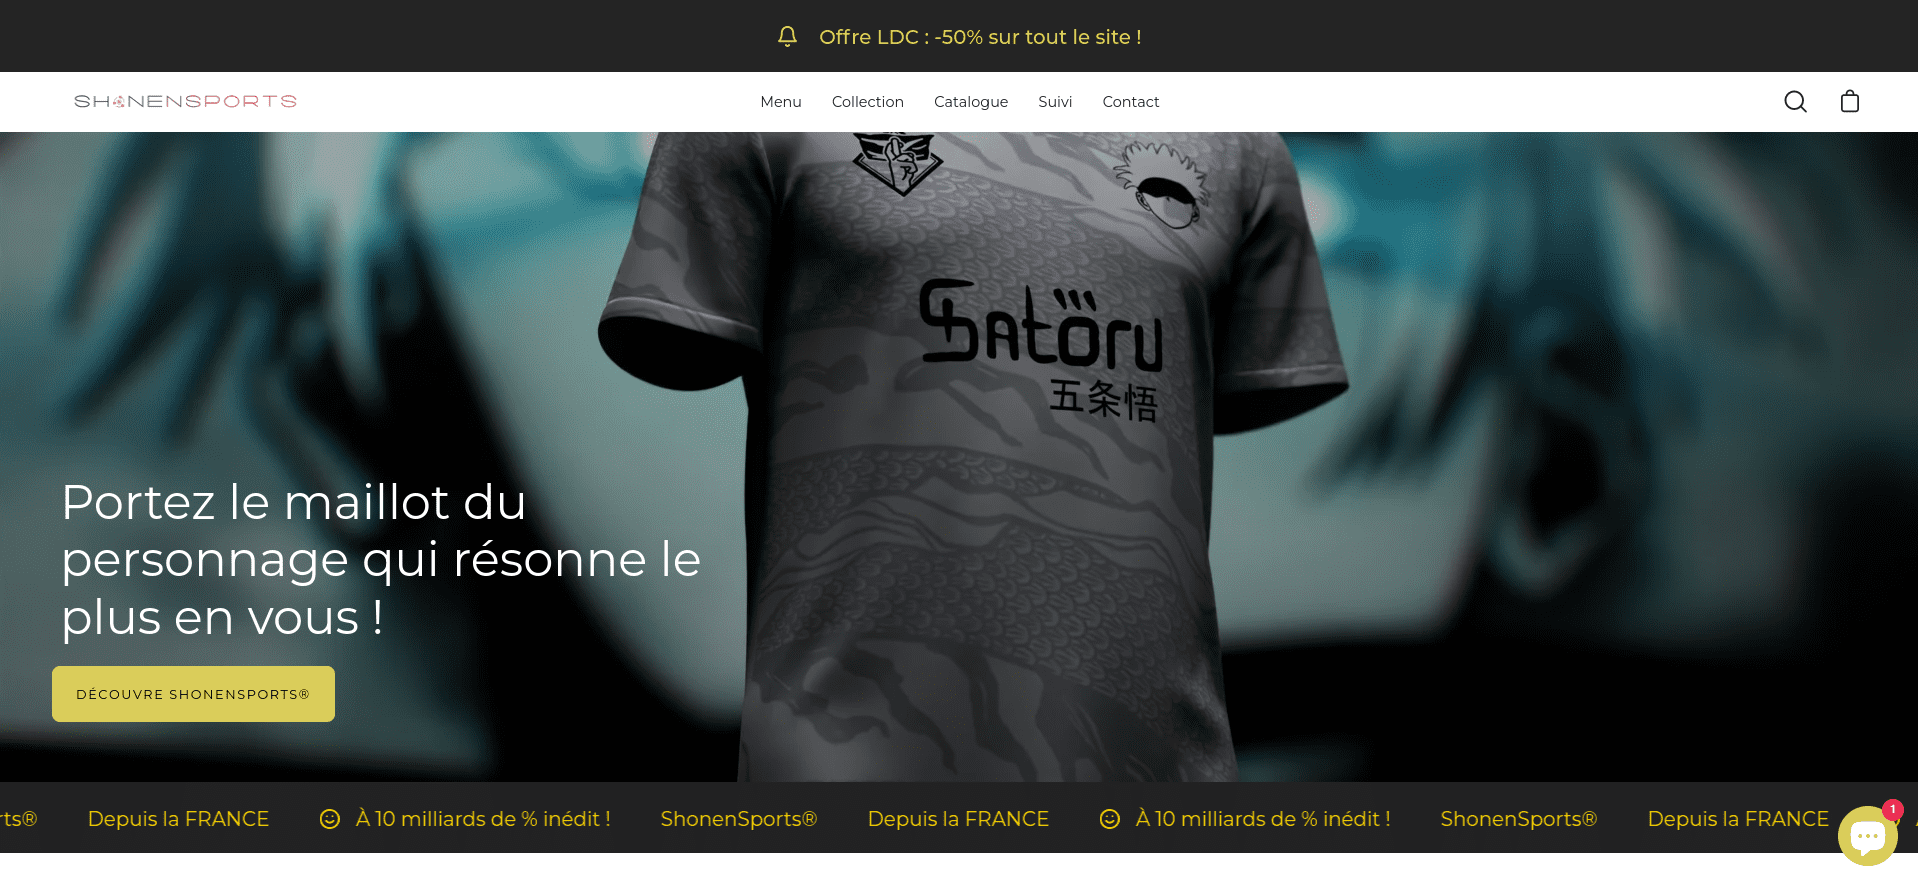 Offre LDC : -50% sur tout le site !
SHONENSPORTS
Menu Collection Catalogue Suivi Contact
Satoru
五条悟
Portez le maillot du
personnage qui résonne le
plus en vous !
DÉCOUVRE SHONENSPORTS®
rts® Depuis la FRANCE À 10 milliards de % inédit ! ShonenSports® Depuis la FRANCE À 10 milliards de % inédit ! ShonenSports® Depuis la FRANCE
1